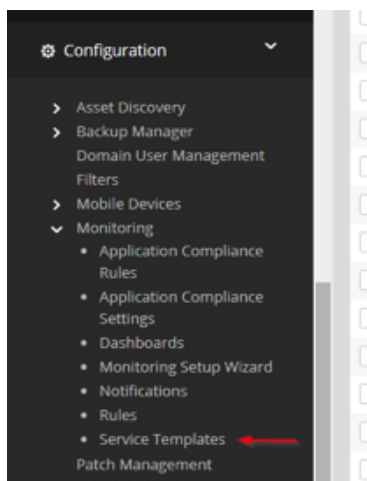 Configuration
Asset Discovery
Backup Manager
Domain User Management
Filters
Mobile Devices
Monitoring
Application Compliance
Rules
Application Compliance
Settings
Dashboards
Monitoring Setup Wizard
Notifications
Rules
Service Templates
Patch Management